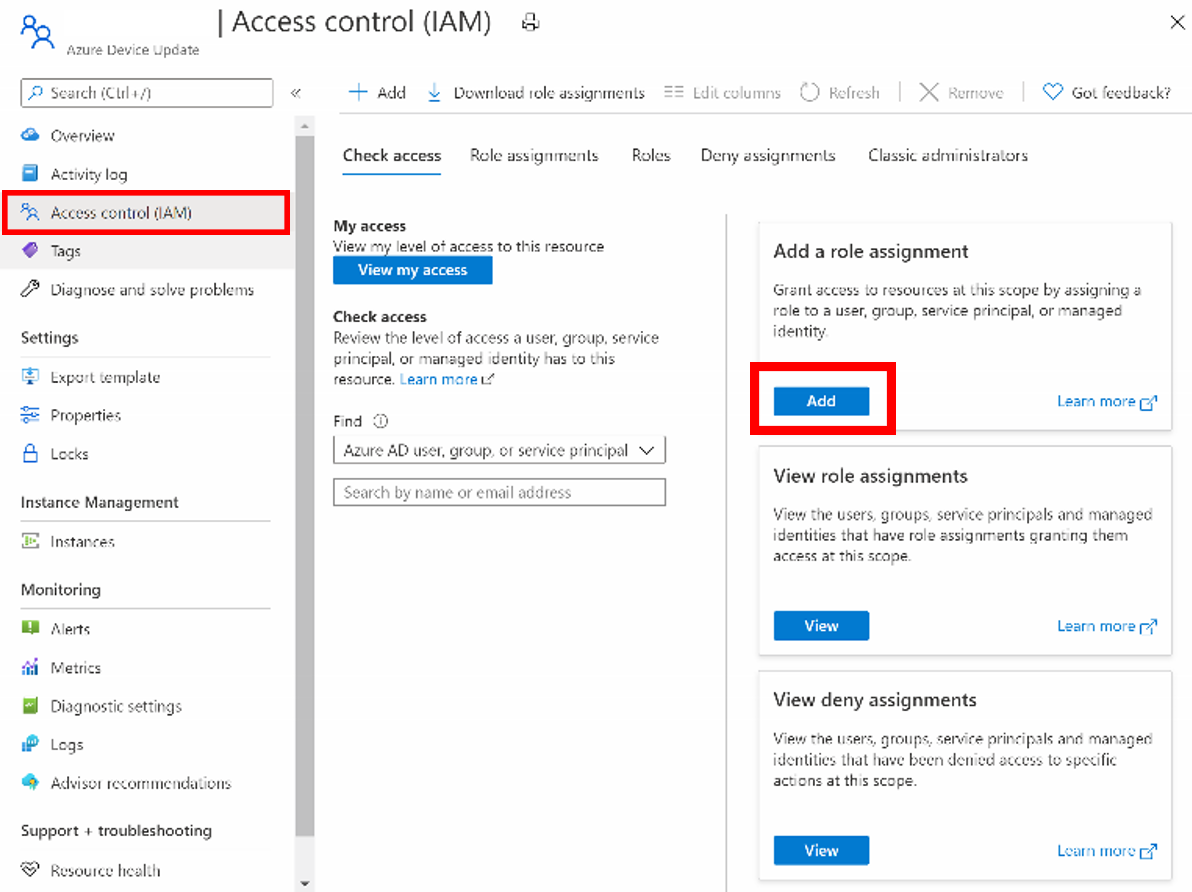 | Access control (IAM)
Azure Device Update
Search (Ctrl+/)
«
Overview
Activity log
Access control (IAM)
Tags
Diagnose and solve problems
Settings
Export template
Properties
Locks
Instance Management
Instances
Monitoring
Alerts
Metrics
Diagnostic settings
Logs
Advisor recommendations
Support + troubleshooting
Resource health
Add
Download role assignments
Edit columns
Refresh
Remove
Got feedback?
Check access
Role assignments
Roles
Deny assignments
Classic administrators
My access
View my level of access to this resource
View my access
Check access
Review the level of access a user, group, service
principal, or managed identity has to this
resource. Learn more
Find
Azure AD user, group, or service principal
Search by name or email address
Add a role assignment
Grant access to resources at this scope by assigning a
role to a user, group, service principal, or managed
identity.
Add
Learn more
View role assignments
View the users, groups, service principals and managed
identities that have role assignments granting them
access at this scope.
View
Learn more
View deny assignments
View the users, groups, service principals and managed
identities that have been denied access to specific
actions at this scope.
View
Learn more